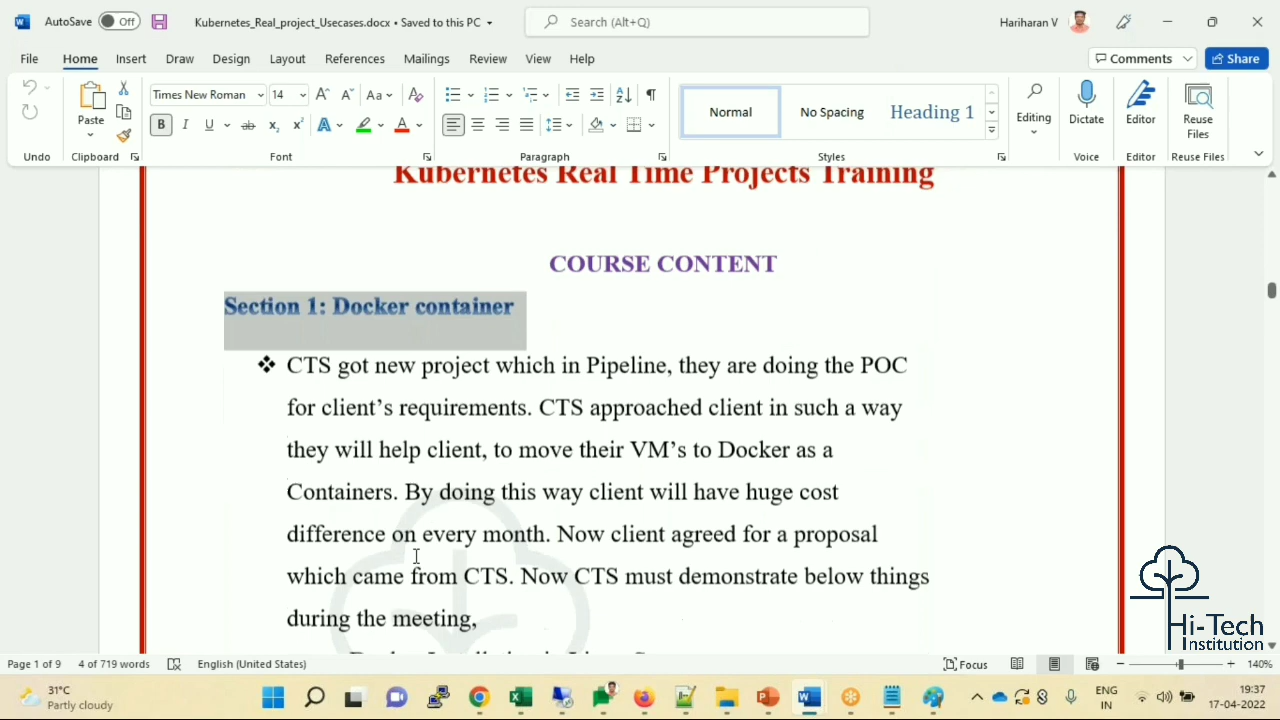 AutoSave Off Kubernetes_Real_project_Usecases.docx • Saved to this PC Search (Alt+Q) Hariharan V
File Home Insert Draw Design Layout References Mailings Review View Help Comments Share
Times New Roman 14 Aa
Paste Normal No Spacing Heading 1 Editing Dictate Editor Reuse Files
B I U ab x₂ x² A A
Undo Clipboard Font Paragraph Styles Voice Editor Reuse Files
Kubernetes Real Time Projects Training
COURSE CONTENT
Section 1: Docker container
❖ CTS got new project which in Pipeline, they are doing the POC
for client's requirements. CTS approached client in such a way
they will help client, to move their VM's to Docker as a
Containers. By doing this way client will have huge cost
difference on every month. Now client agreed for a proposal
which came from CTS. Now CTS must demonstrate below things
during the meeting,
Hi-Tech
Institution
Page 1 of 9 4 of 719 words English (United States) Focus 140%
31°C
Partly cloudy
ENG
IN
19:37
17-04-2022